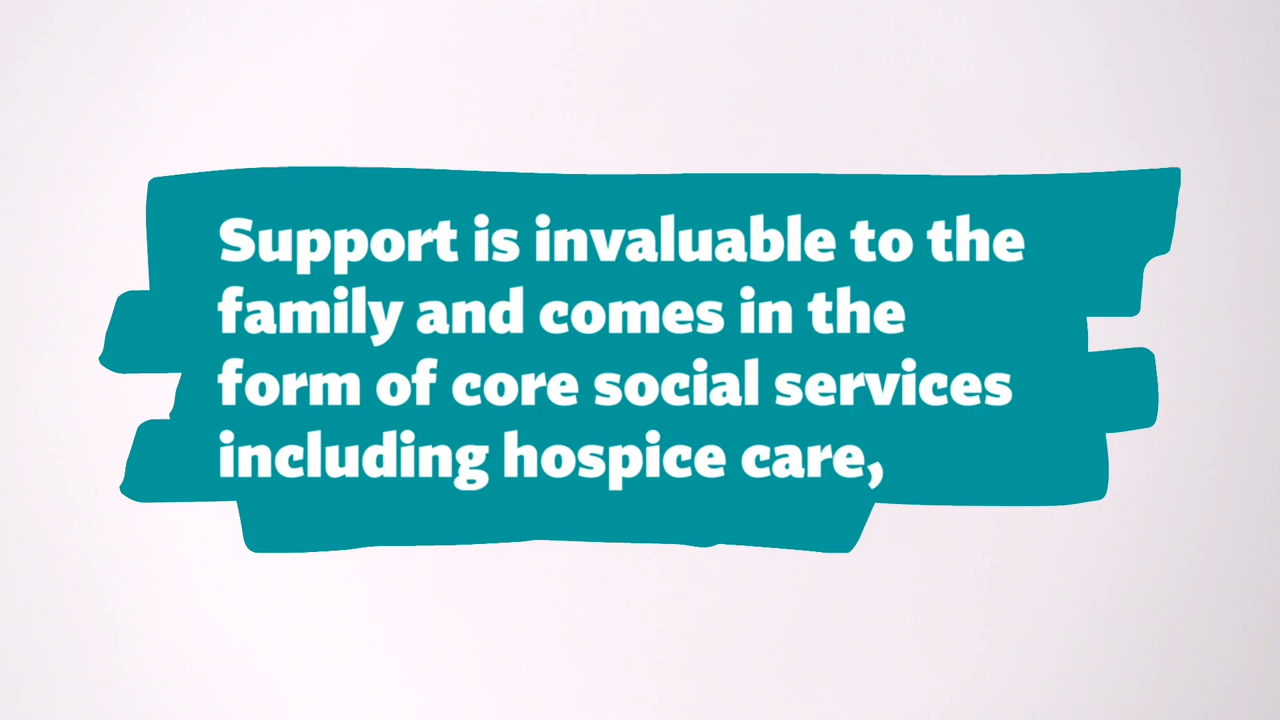 Support is invaluable to the
family and comes in the
form of core social services
including hospice care,